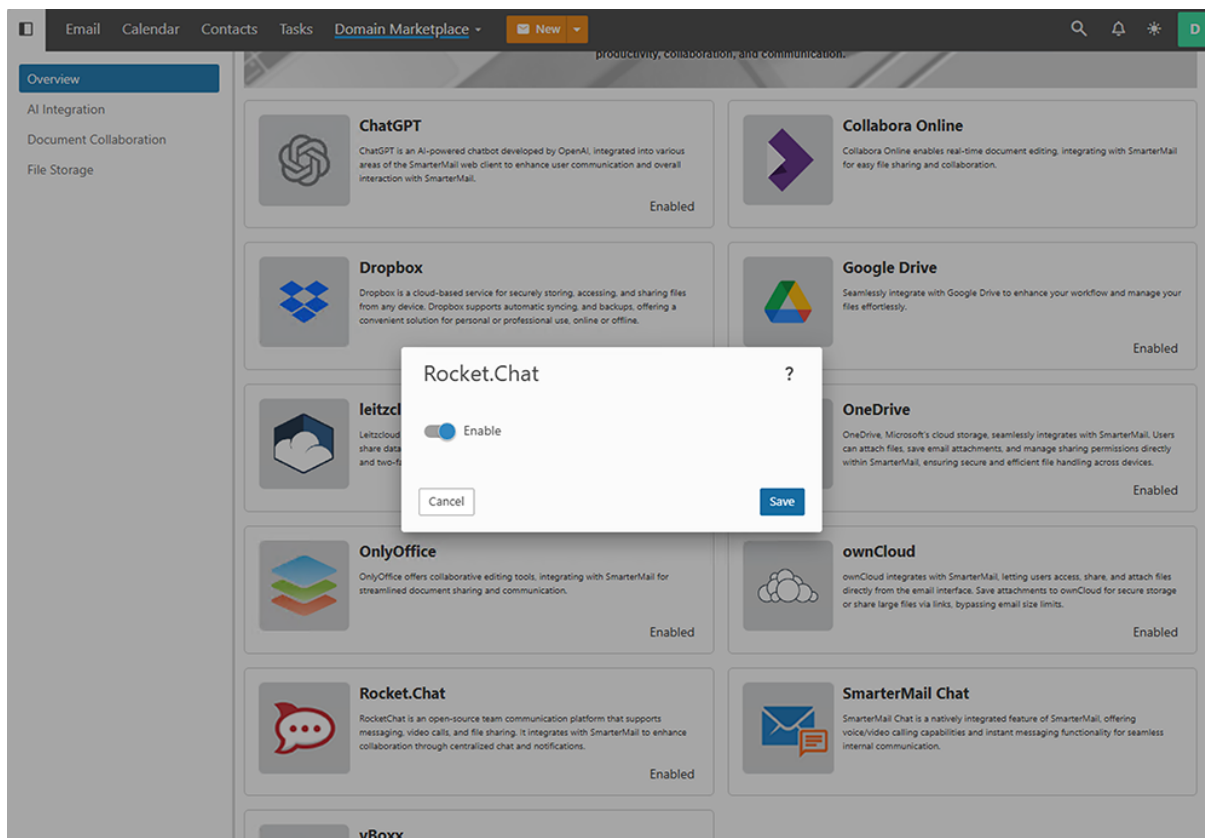 Email Calendar Contacts Tasks Domain Marketplace New D
productivity, collaboration, and communication.
Overview
AI Integration
Document Collaboration
File Storage
ChatGPT
ChatGPT is an AI-powered chatbot developed by OpenAI, integrated into various
areas of the SmarterMail web client to enhance user communication and overall
interaction with SmarterMail.
Enabled
Collabora Online
Collabora Online enables real-time document editing, integrating with SmarterMail
for easy file sharing and collaboration.
Dropbox
Dropbox is a cloud-based service for securely storing, accessing, and sharing files
from any device. Dropbox supports automatic syncing, and backups, offering a
convenient solution for personal or professional use, online or offline.
Google Drive
Seamlessly integrate with Google Drive to enhance your workflow and manage your
files effortlessly.
Enabled
Rocket.Chat ?
Enable
Cancel Save
leitzcl
Leitzcloud
share data
and two-fa
OneDrive
OneDrive, Microsoft's cloud storage, seamlessly integrates with SmarterMail. Users
can attach files, save email attachments, and manage sharing permissions directly
within SmarterMail, ensuring secure and efficient file handling across devices.
Enabled
OnlyOffice
OnlyOffice offers collaborative editing tools, integrating with SmarterMail for
streamlined document sharing and communication.
Enabled
ownCloud
ownCloud integrates with SmarterMail, letting users access, share, and attach files
directly from the email interface. Save attachments to ownCloud for secure storage
or share large files via links, bypassing email size limits.
Enabled
Rocket.Chat
RocketChat is an open-source team communication platform that supports
messaging, video calls, and file sharing. It integrates with SmarterMail to enhance
collaboration through centralized chat and notifications.
Enabled
SmarterMail Chat
SmarterMail Chat is a natively integrated feature of SmarterMail, offering
voice/video calling capabilities and instant messaging functionality for seamless
internal communication.
vBoxx